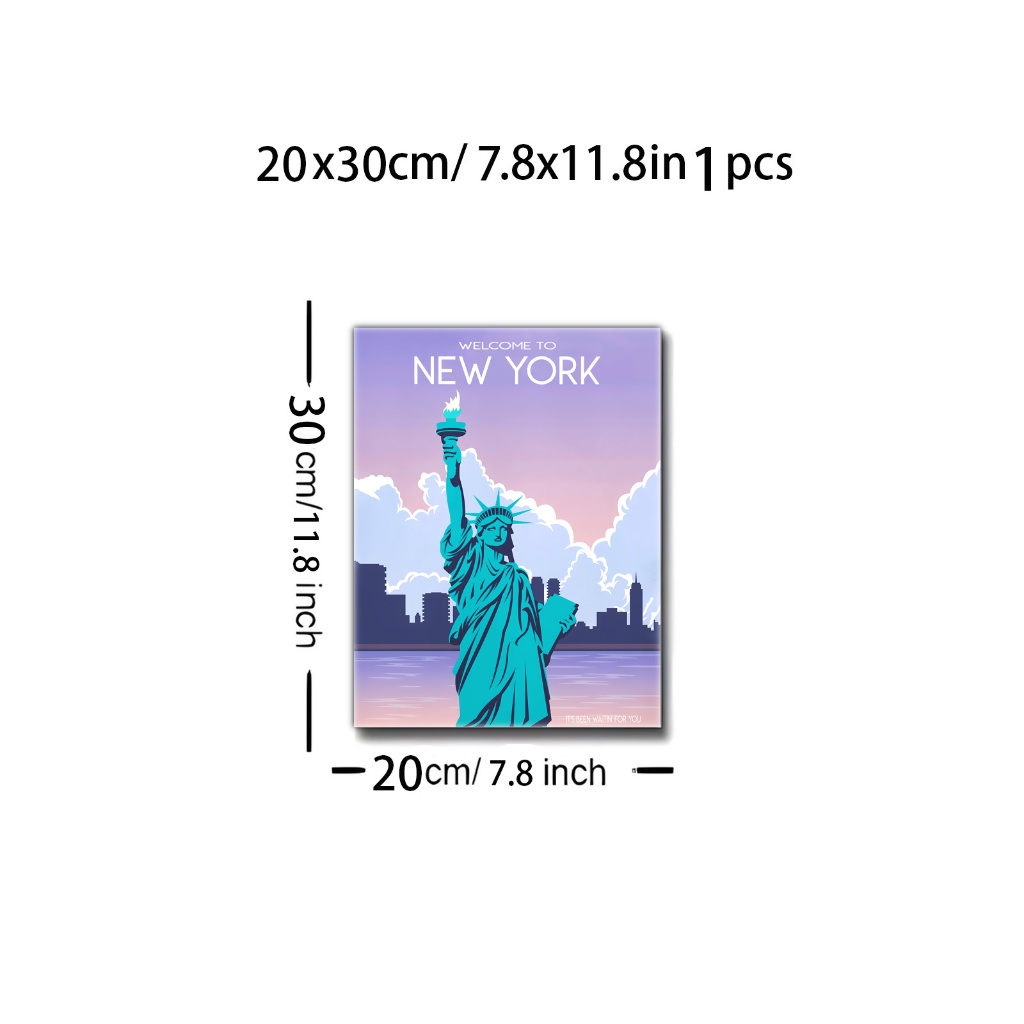 20x30cm/ 7.8x11.8in 1 pcs
WELCOME TO
NEW YORK
30cm/11.8 inch
IT'S BEEN WAITIN' FOR YOU
20cm/ 7.8 inch